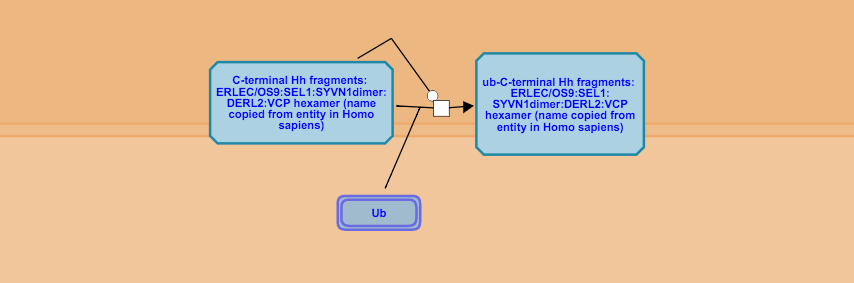 C-terminal Hh fragments:
ERLEC/OS9:SEL1:SYVN1dimer:
DERL2:VCP hexamer (name
copied from entity in Homo
sapiens)
ub-C-terminal Hh fragments:
ERLEC/OS9:SEL1:
SYVN1dimer:DERL2:VCP
hexamer (name copied from
entity in Homo sapiens)
Ub